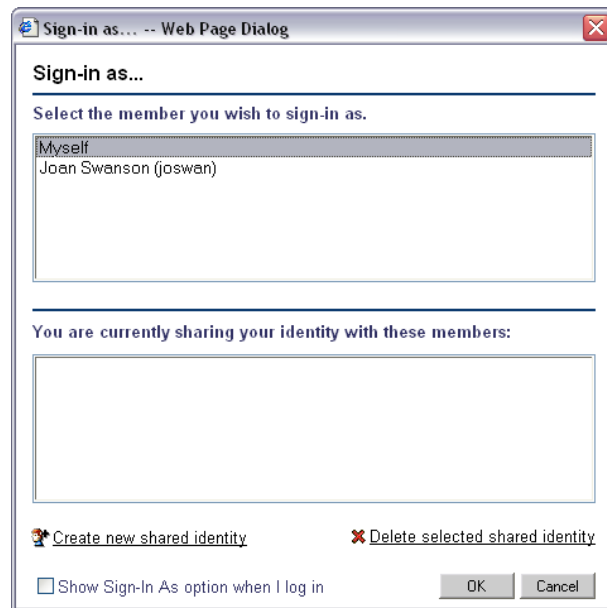 Sign-in as... -- Web Page Dialog
Sign-in as...
Select the member you wish to sign-in as.
Myself
Joan Swanson (joswan)
You are currently sharing your identity with these members:
Create new shared identity
Delete selected shared identity
Show Sign-In As option when I log in
OK
Cancel